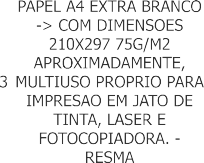 PAPEL A4 EXTRA BRANCO
-> COM DIMENSOES
210X297 75G/M2
APROXIMADAMENTE,
3 MULTIUSO PROPRIO PARA
IMPRESAO EM JATO DE
TINTA, LASER E
FOTOCOPIADORA. -
RESMA